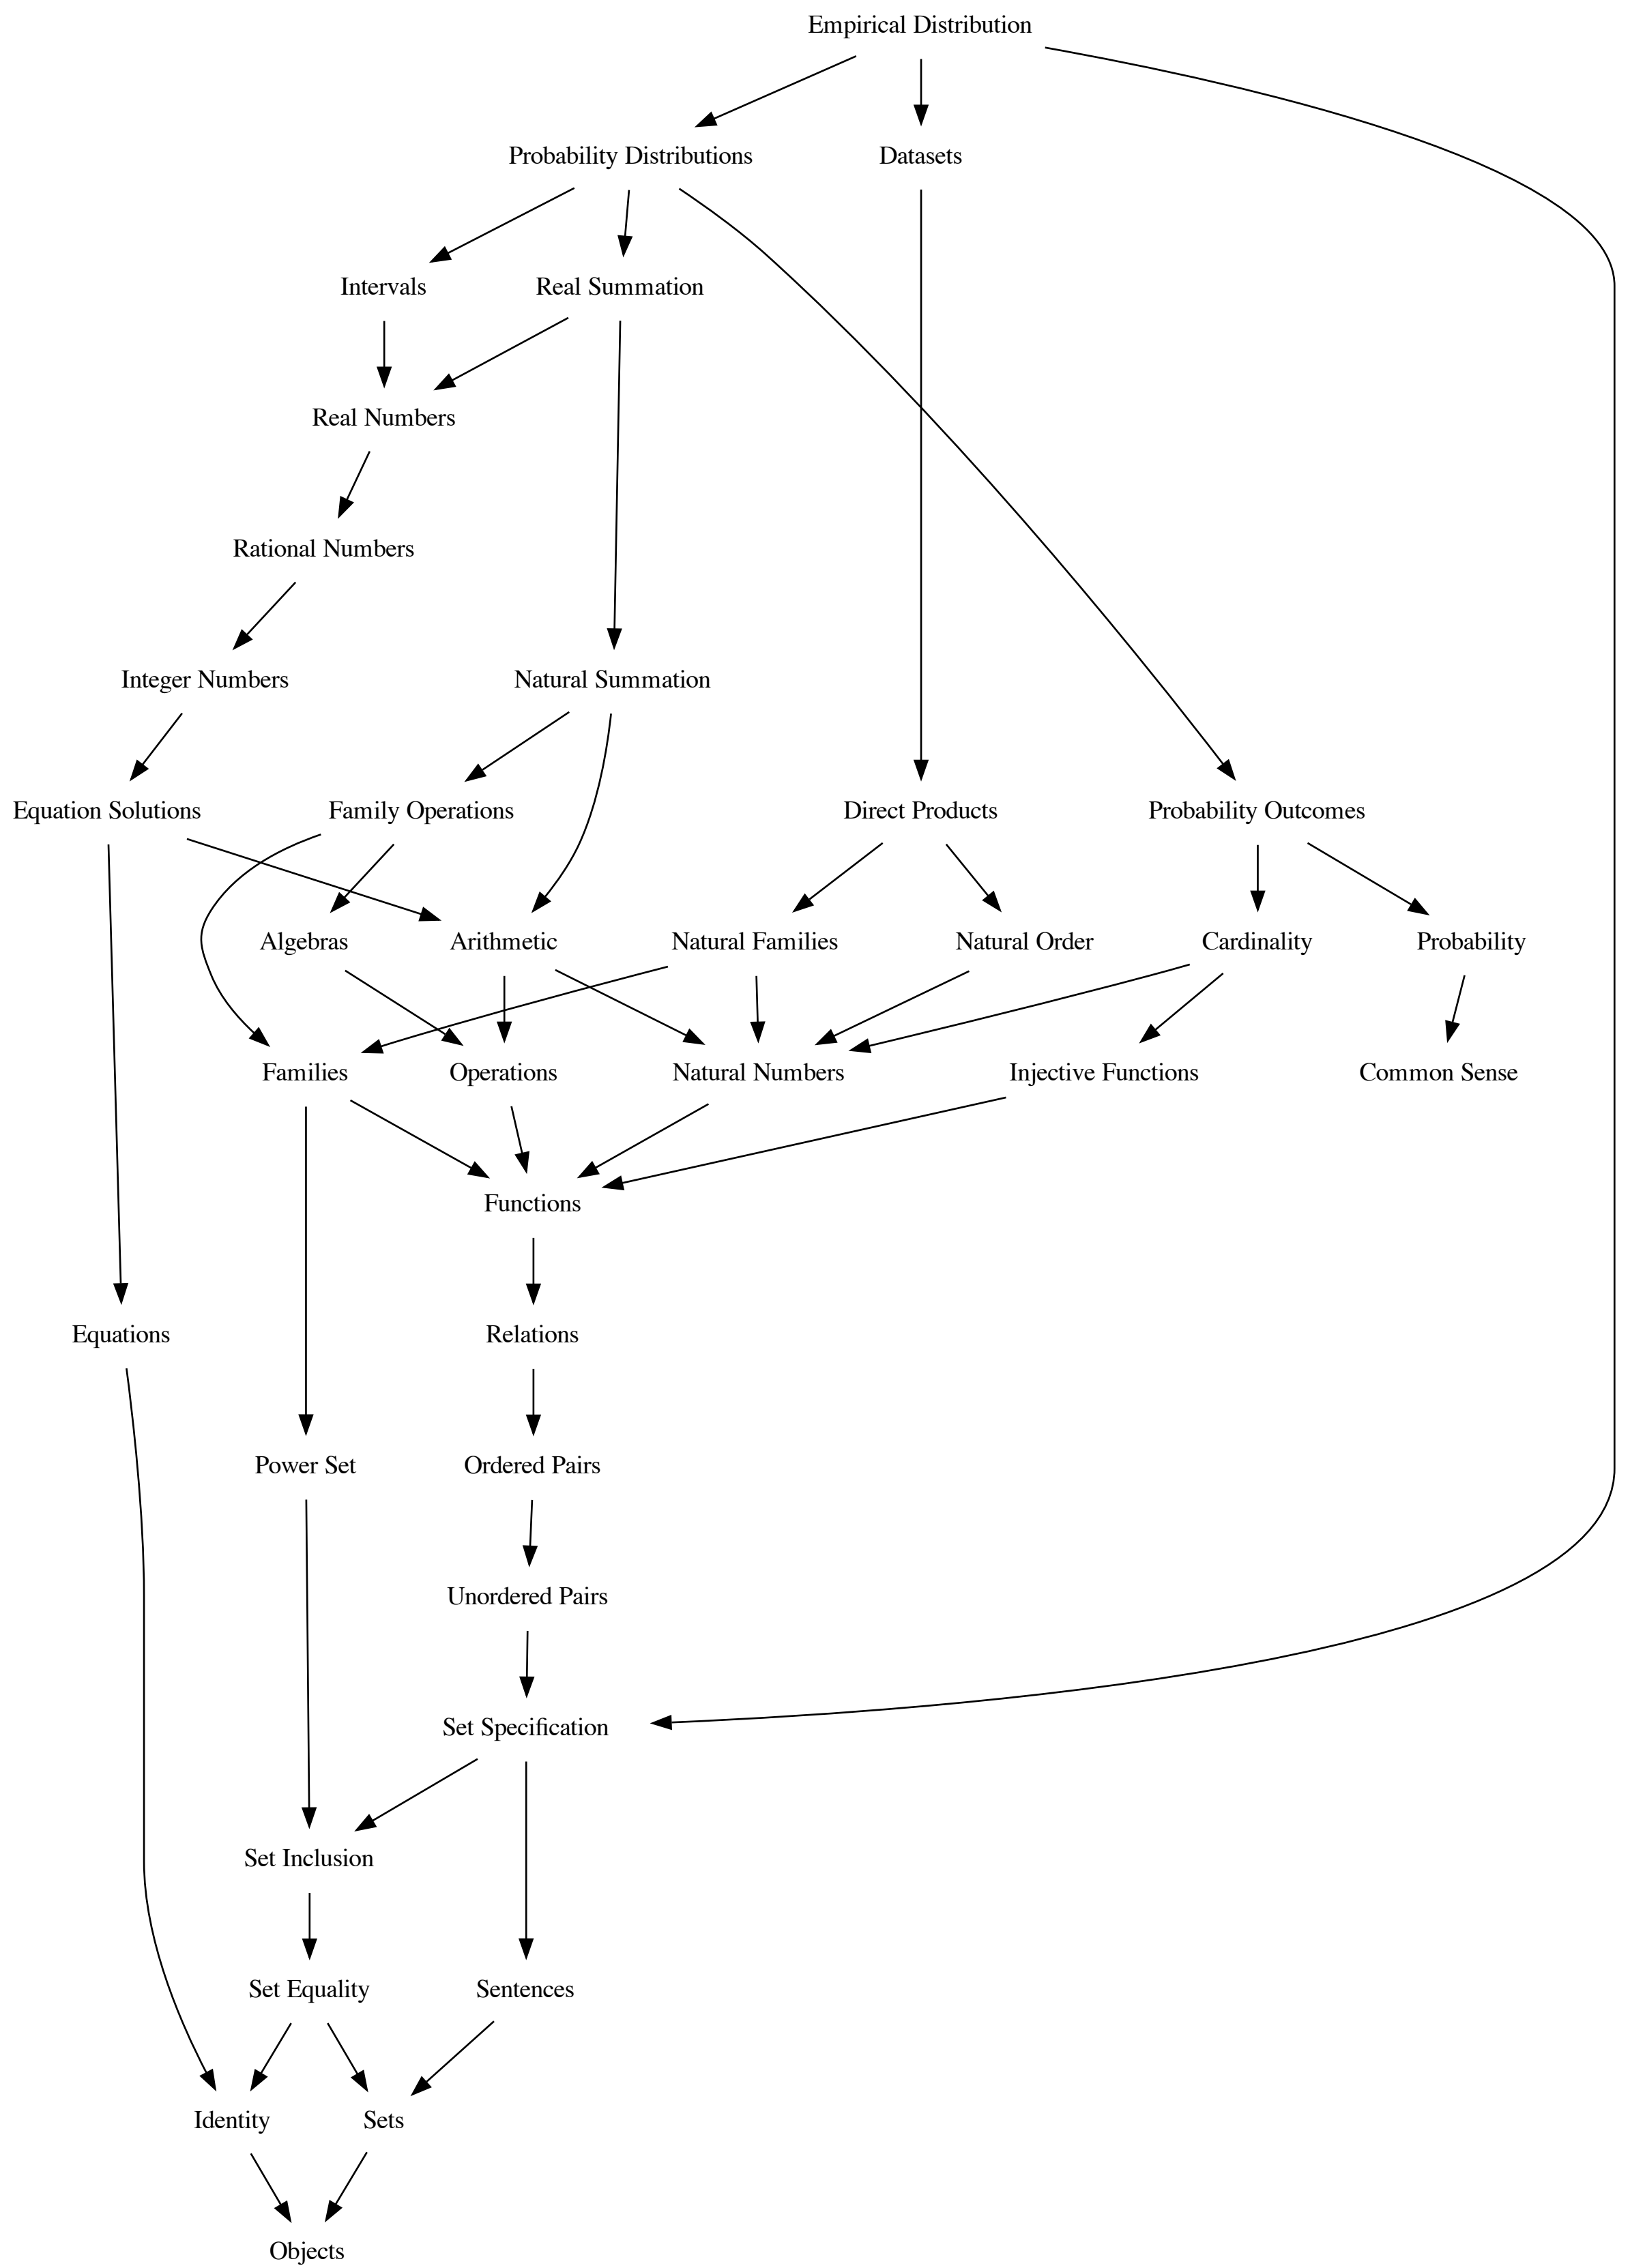 Empirical Distribution
Probability Distributions
Datasets
Intervals
Real Summation
Real Numbers
Rational Numbers
Integer Numbers
Natural Summation
Equation Solutions
Family Operations
Direct Products
Probability Outcomes
Algebras
Arithmetic
Natural Families
Natural Order
Cardinality
Probability
Families
Operations
Natural Numbers
Injective Functions
Common Sense
Functions
Equations
Relations
Power Set
Ordered Pairs
Unordered Pairs
Set Specification
Set Inclusion
Set Equality
Sentences
Identity
Sets
Objects